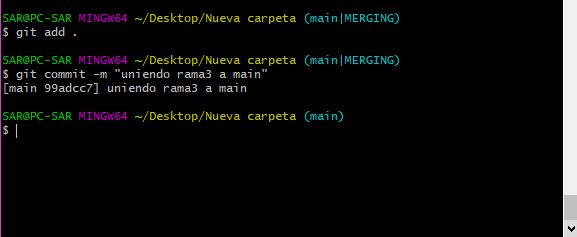 SAR@PC-SAR MINGW64 ~/Desktop/Nueva carpeta (main|MERGING)
$ git add .
SAR@PC-SAR MINGW64 ~/Desktop/Nueva carpeta (main|MERGING)
$ git commit -m "uniendo rama3 a main"
[main 99adcc7] uniendo rama3 a main
SAR@PC-SAR MINGW64 ~/Desktop/Nueva carpeta (main)
$